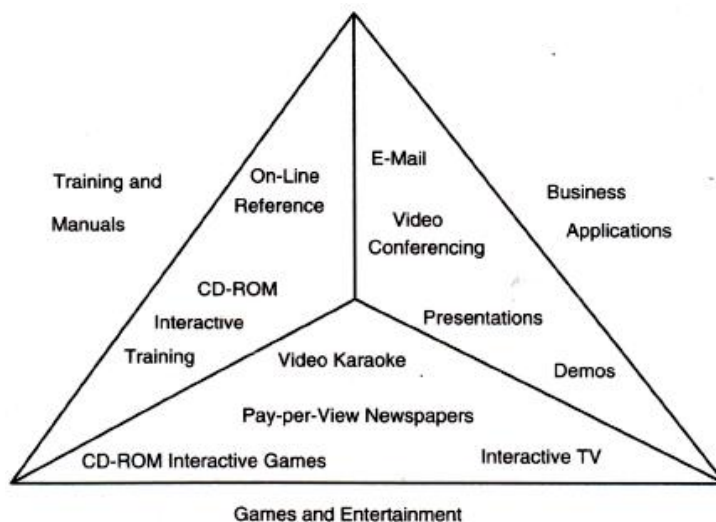 Training and
Manuals
On-Line
Reference
CD-ROM
Interactive
Training
E-Mail
Video
Conferencing
Presentations
Demos
Business
Applications
Video Karaoke
Pay-per-View Newspapers
CD-ROM Interactive Games
Interactive TV
Games and Entertainment